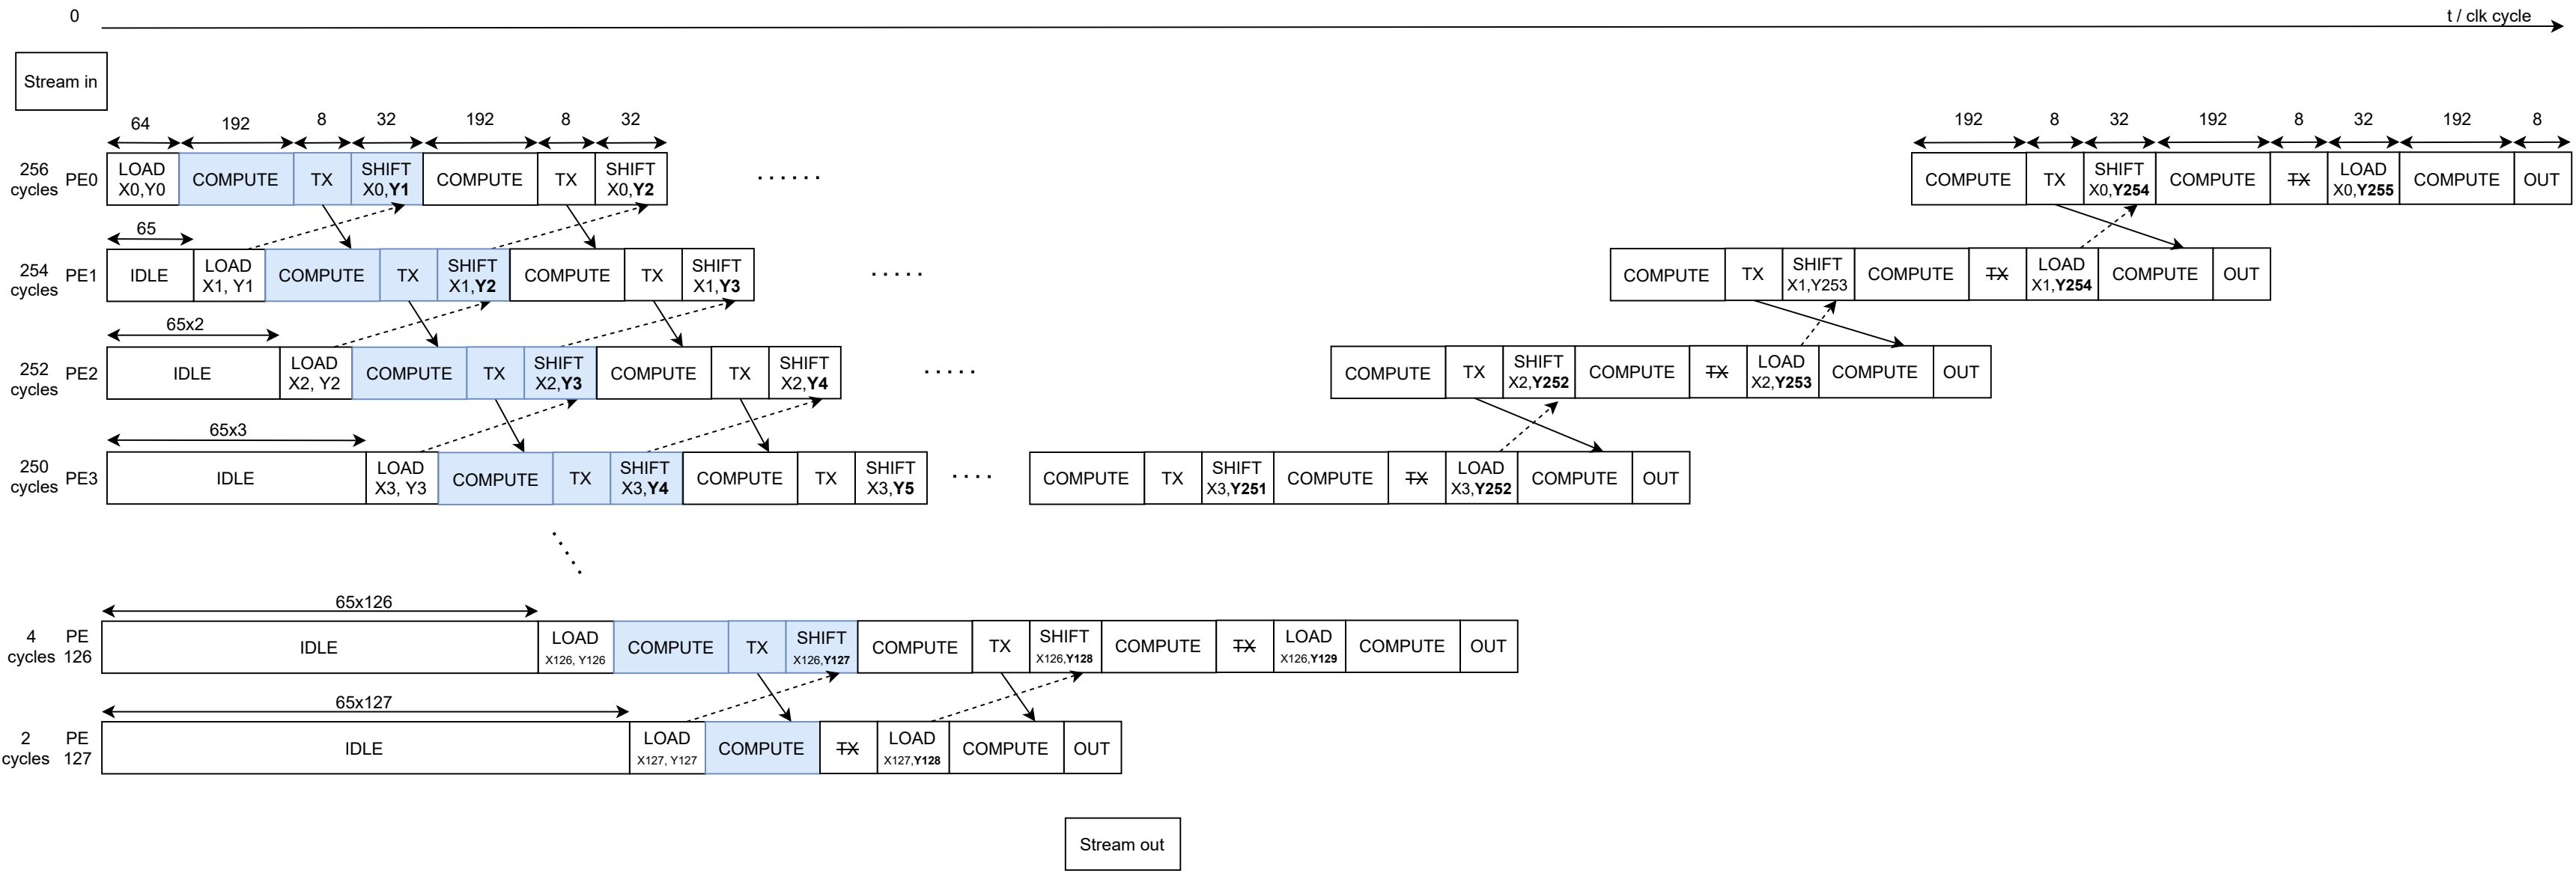 0
t / clk cycle
Stream in
64 192 8 32 192 8 32 192 8 32 192 8 32 192 8
256 cycles PE0 LOAD X0,Y0 COMPUTE TX SHIFT X0,Y1 COMPUTE TX SHIFT X0,Y2 ...... COMPUTE TX SHIFT X0,Y254 COMPUTE TX LOAD X0,Y255 COMPUTE OUT
65
254 cycles PE1 IDLE LOAD X1, Y1 COMPUTE TX SHIFT X1,Y2 COMPUTE TX SHIFT X1,Y3 ..... COMPUTE TX SHIFT X1,Y253 COMPUTE TX LOAD X1,Y254 COMPUTE OUT
65x2
252 cycles PE2 IDLE LOAD X2, Y2 COMPUTE TX SHIFT X2,Y3 COMPUTE TX SHIFT X2,Y4 ..... COMPUTE TX SHIFT X2,Y252 COMPUTE TX LOAD X2,Y253 COMPUTE OUT
65x3
250 cycles PE3 IDLE LOAD X3, Y3 COMPUTE TX SHIFT X3,Y4 COMPUTE TX SHIFT X3,Y5 .... COMPUTE TX SHIFT X3,Y251 COMPUTE TX LOAD X3,Y252 COMPUTE OUT
65x126
4 cycles PE 126 IDLE LOAD X126, Y126 COMPUTE TX SHIFT X126,Y127 COMPUTE TX SHIFT X126,Y128 COMPUTE TX LOAD X126,Y129 COMPUTE OUT
65x127
2 cycles PE 127 IDLE LOAD X127, Y127 COMPUTE TX LOAD X127,Y128 COMPUTE OUT
Stream out